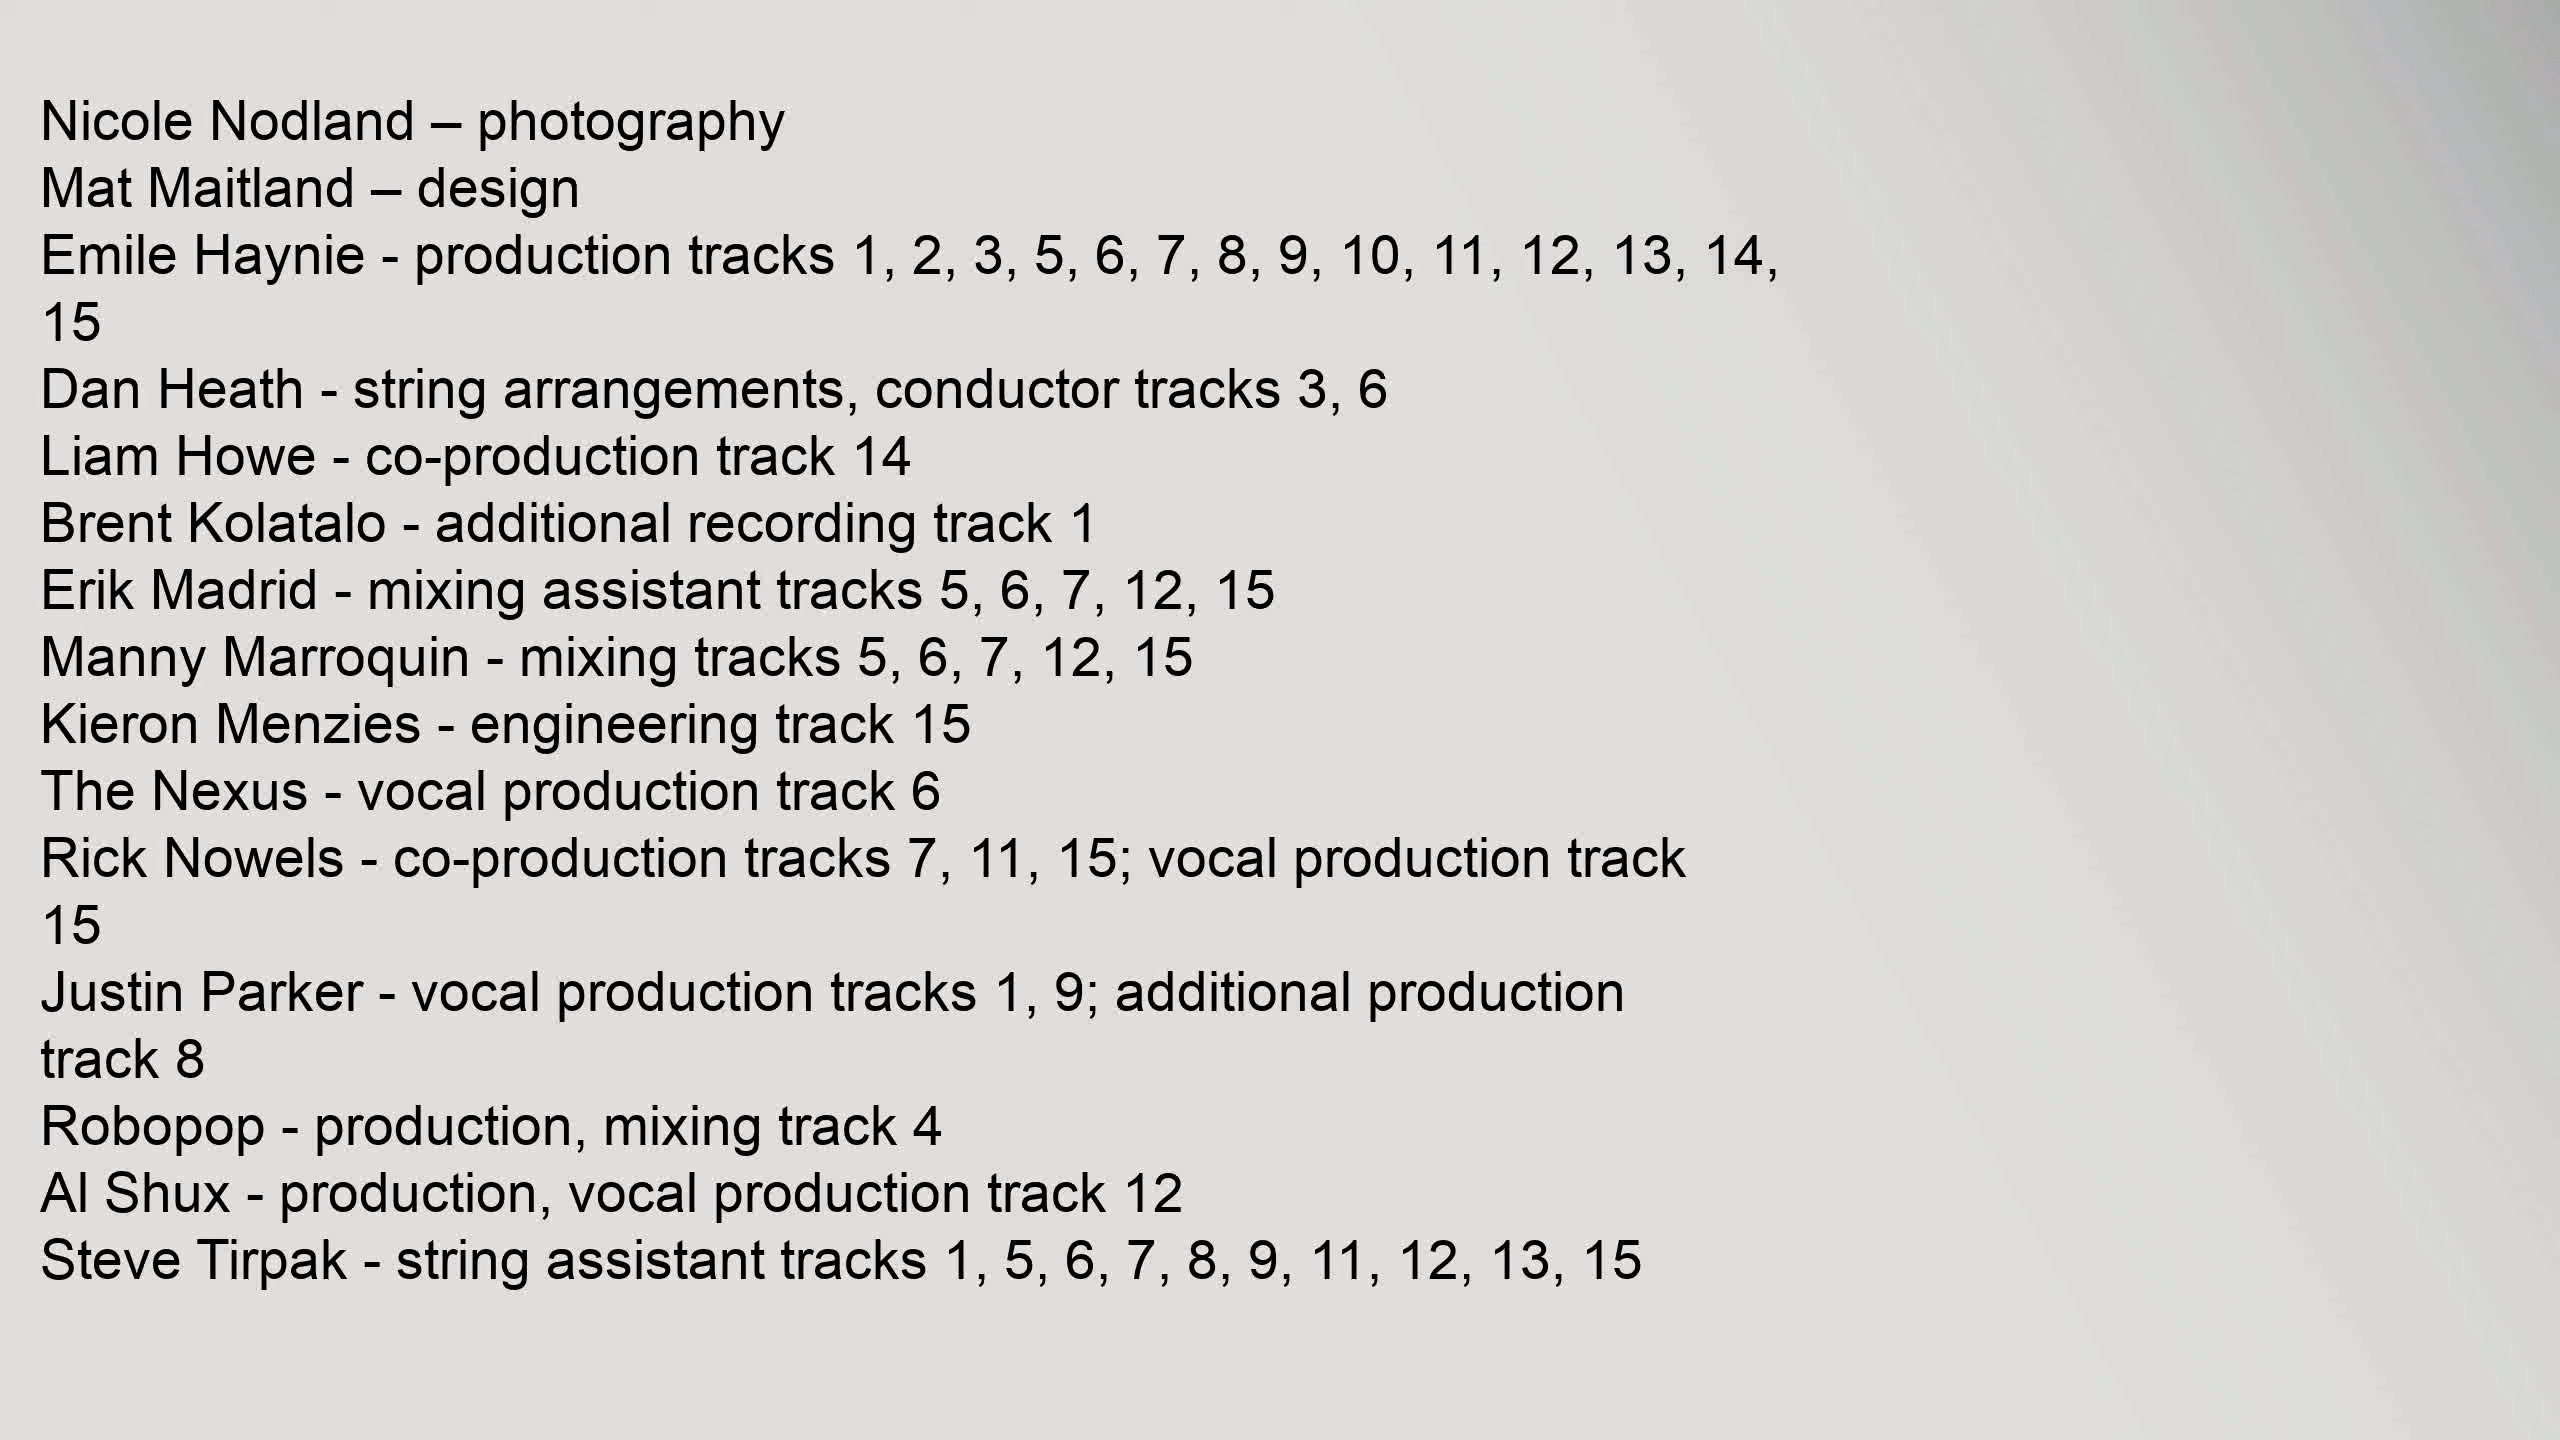 Nicole Nodland – photography
Mat Maitland – design
Emile Haynie - production tracks 1, 2, 3, 5, 6, 7, 8, 9, 10, 11, 12, 13, 14,
15
Dan Heath - string arrangements, conductor tracks 3, 6
Liam Howe - co-production track 14
Brent Kolatalo - additional recording track 1
Erik Madrid - mixing assistant tracks 5, 6, 7, 12, 15
Manny Marroquin - mixing tracks 5, 6, 7, 12, 15
Kieron Menzies - engineering track 15
The Nexus - vocal production track 6
Rick Nowels - co-production tracks 7, 11, 15; vocal production track
15
Justin Parker - vocal production tracks 1, 9; additional production
track 8
Robopop - production, mixing track 4
Al Shux - production, vocal production track 12
Steve Tirpak - string assistant tracks 1, 5, 6, 7, 8, 9, 11, 12, 13, 15